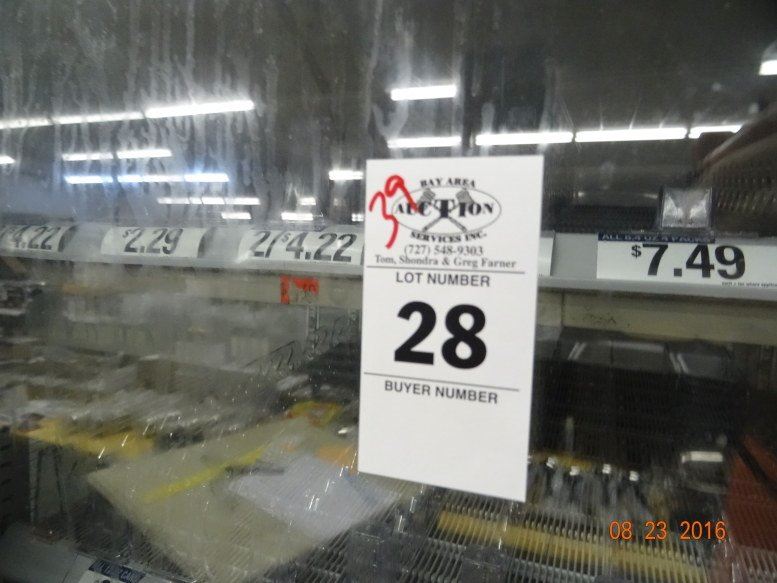 4.22
$2.29
2/$4.22
$7.49
39
BAY AREA
AUCTION
SERVICES INC.
(727) 548-9303
Tom, Shondra & Greg Farner
LOT NUMBER
28
BUYER NUMBER
08 23 2016